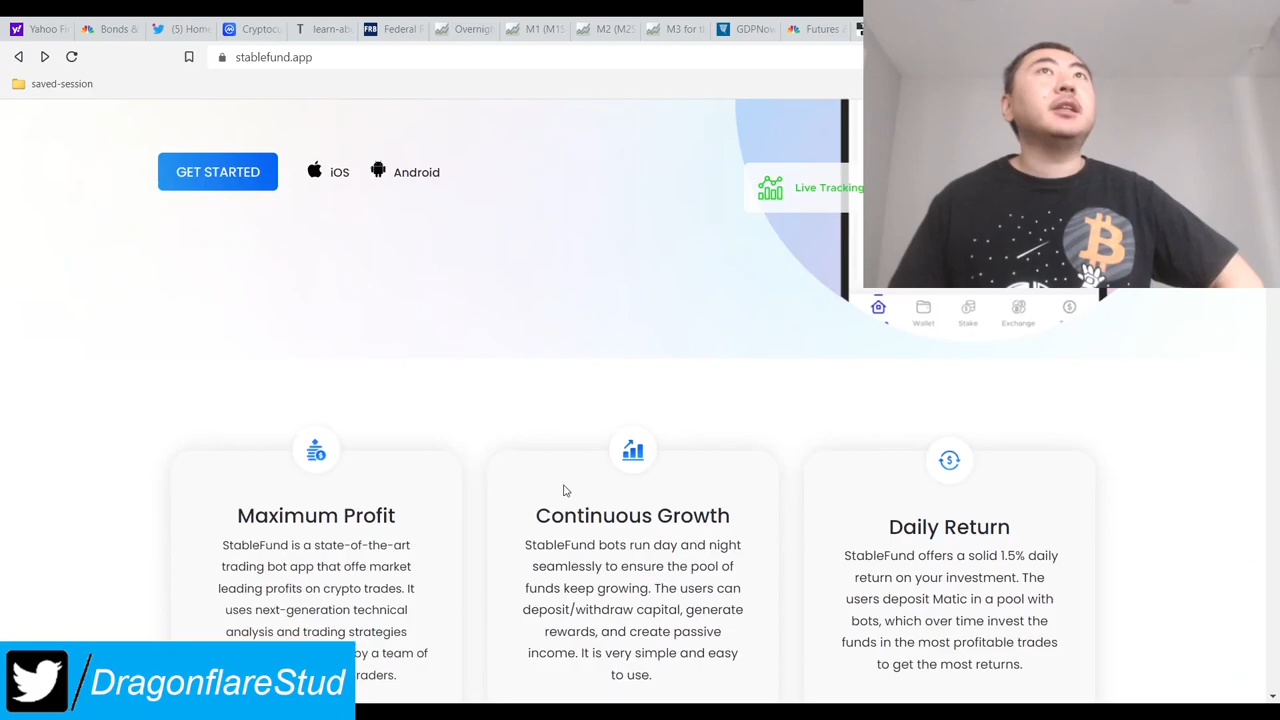 Yahoo Fi
Bonds &
(5) Home
Cryptocu
learn-abo
Federal R
Overnigh
M1 (M1S
M2 (M2S
M3 for t
GDPNow
Futures
stablefund.app
saved-session
GET STARTED
iOS
Android
Live Tracking
Wallet
Stake
Exchange
Maximum Profit
StableFund is a state-of-the-art
trading bot app that offe market
leading profits on crypto trades. It
uses next-generation technical
analysis and trading strategies
by a team of
raders.
Continuous Growth
StableFund bots run day and night
seamlessly to ensure the pool of
funds keep growing. The users can
deposit/withdraw capital, generate
rewards, and create passive
income. It is very simple and easy
to use.
Daily Return
StableFund offers a solid 1.5% daily
return on your investment. The
users deposit Matic in a pool with
bots, which over time invest the
funds in the most profitable trades
to get the most returns.
/DragonflareStud